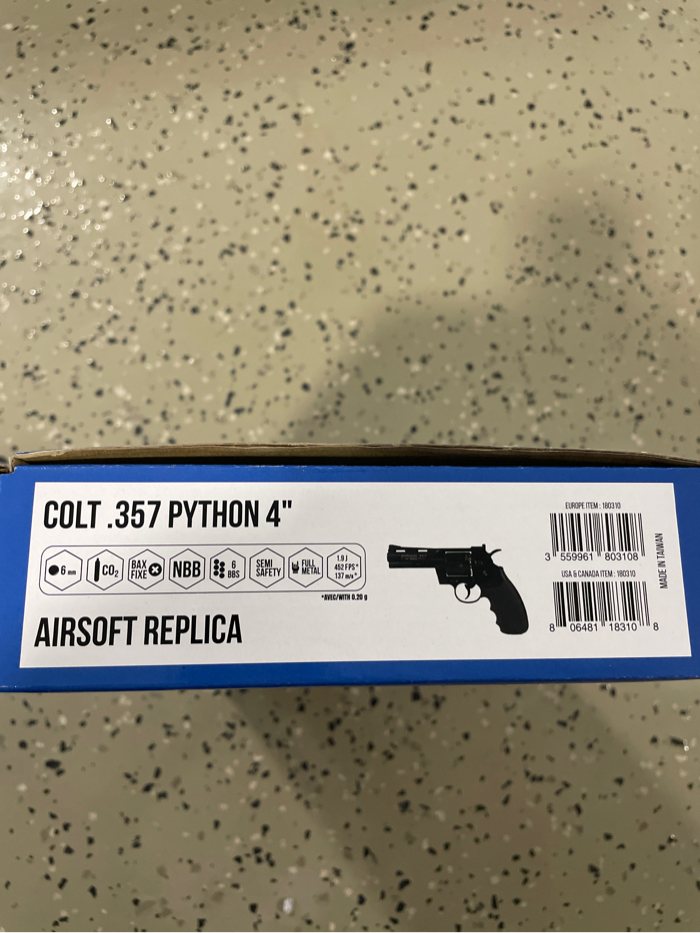 COLT .357 PYTHON 4"
6 mm
CO2
BAX
FIXE
NBB
6
BBS
SEMI
SAFETY
FULL
METAL
1.9 J
452 FPS*
137 m/s*
*AVEC/WITH 0.20 g
AIRSOFT REPLICA
EUROPE ITEM : 180310
3 559961 803108
USA & CANADA ITEM : 180310
8 06481 18310 8
MADE IN TAIWAN